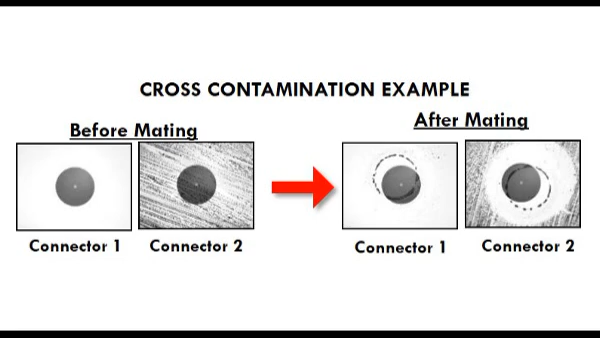 CROSS CONTAMINATION EXAMPLE
Before Mating
After Mating
Connector 1
Connector 2
Connector 1
Connector 2